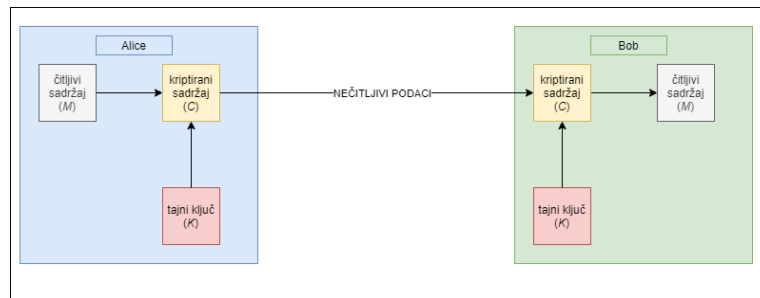 Alice
Bob
čitljivi
sadržaj
(M)
kriptirani
sadržaj
(C)
NEČITLJIVI PODACI
kriptirani
sadržaj
(C)
čitljivi
sadržaj
(M)
tajni ključ
(K)
tajni ključ
(K)